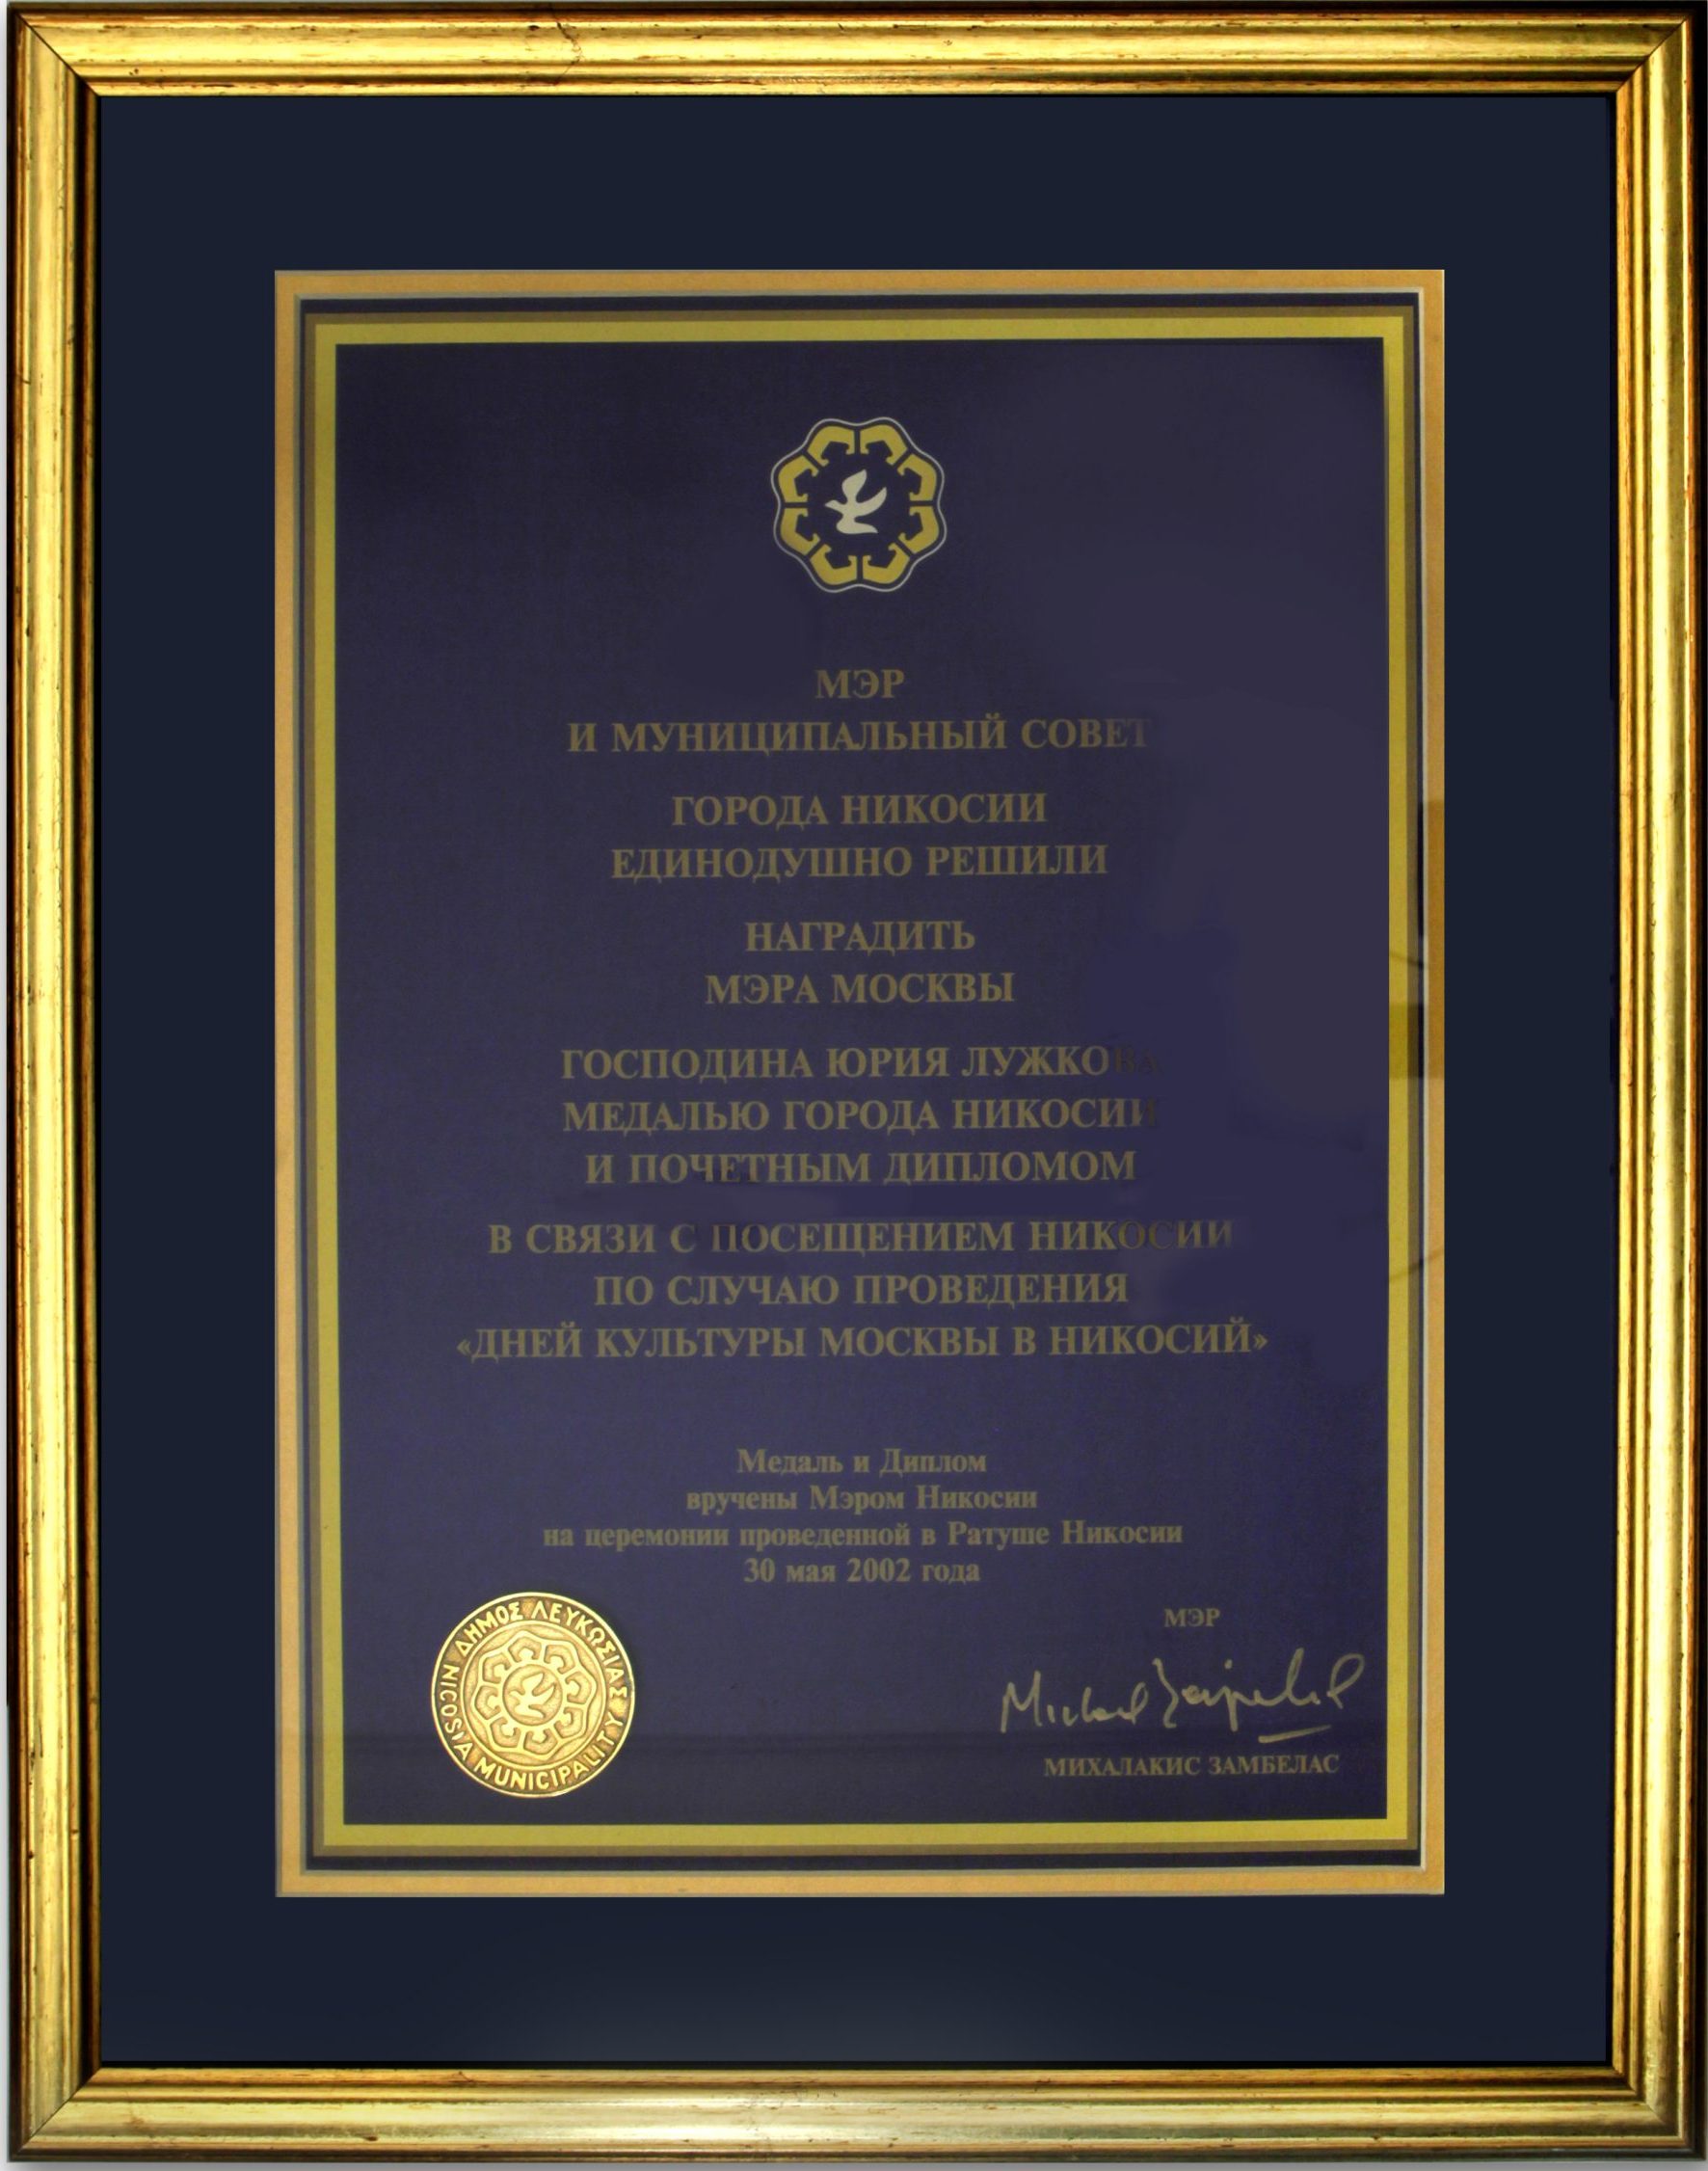 МЭР
И МУНИЦИПАЛЬНЫЙ СОВЕТ
ГОРОДА НИКОСИИ
ЕДИНОДУШНО РЕШИЛИ
НАГРАДИТЬ
МЭРА МОСКВЫ
ГОСПОДИНА ЮРИЯ ЛУЖКОВА
МЕДАЛЬЮ ГОРОДА НИКОСИИ
И ПОЧЕТНЫМ ДИПЛОМОМ
В СВЯЗИ С ПОСЕЩЕНИЕМ НИКОСИИ
ПО СЛУЧАЮ ПРОВЕДЕНИЯ
«ДНЕЙ КУЛЬТУРЫ МОСКВЫ В НИКОСИЙ»
Медаль и Диплом
вручены Мэром Никосии
на церемонии проведенной в Ратуше Никосии
30 мая 2002 года
ΔΗΜΟΣ ΛΕΥΚΩΣΙΑΣ
NICOSIA MUNICIPALITY
МЭР
МИХАЛАКИС ЗАМБЕЛАС